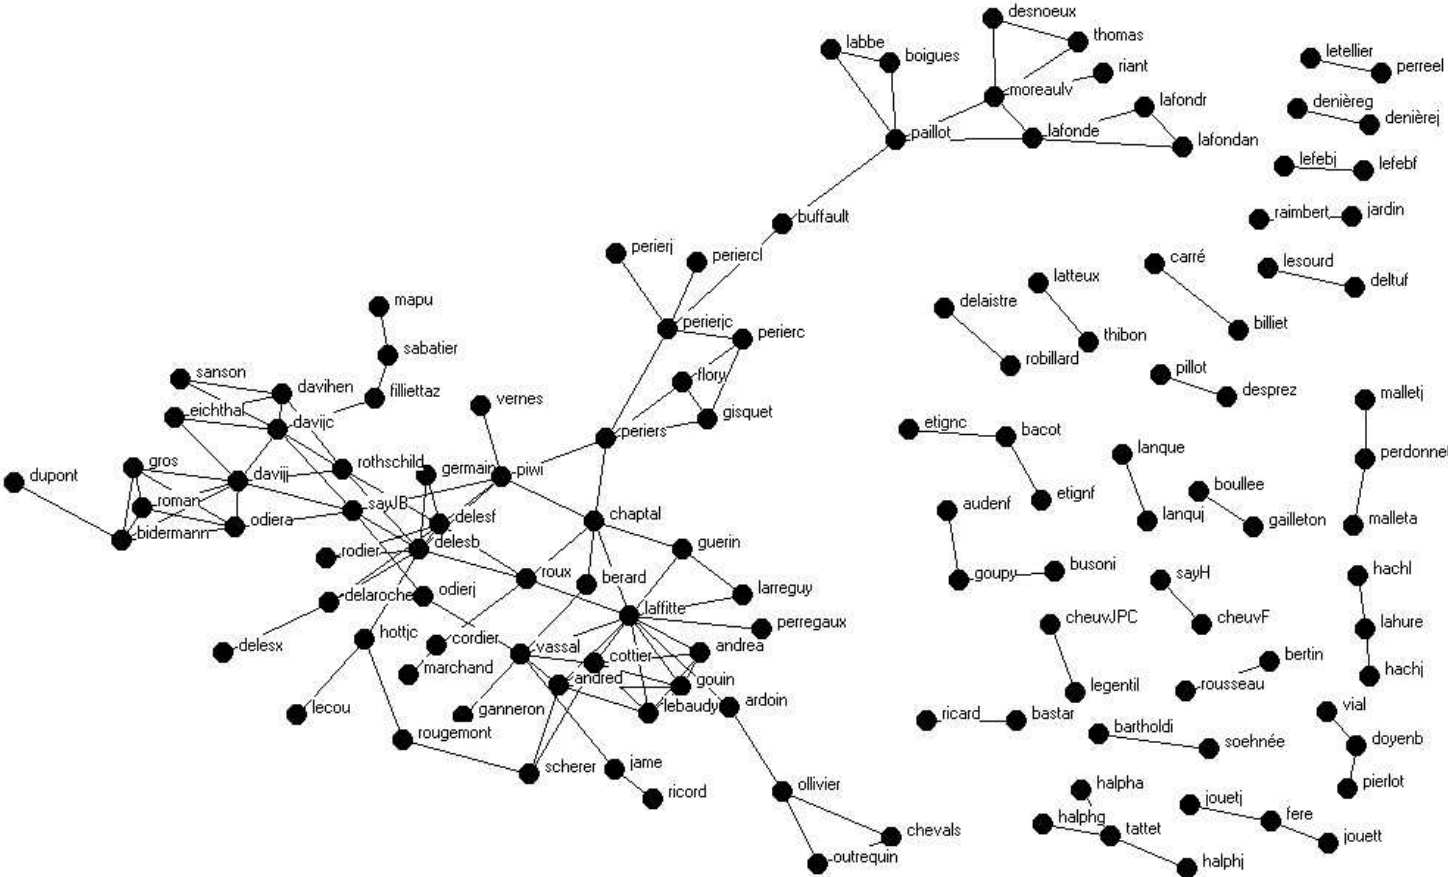 desnoeux
thomas
labbe
boigues
letellier
perreel
riant
moreaulv
lafondr
denièreg
denièrej
paillot
lafonde
lafondan
lefebj
lefebf
buffault
raimbert
jardin
perierj
periercl
carré
lesourd
deltuf
latteux
mapu
delaistre
perierjc
perierc
billiet
thibon
sabatier
robillard
sanson
flory
pillot
davihen
filliettaz
desprez
malletj
vernes
eichthal
gisquet
davijc
periers
etignc
bacot
lanque
perdonnet
gros
rothschild
germain
piwi
dupont
davijj
boullee
roman
sayJB
etignf
audenf
bidermann
odiera
delesf
chaptal
lanquj
gailleton
malleta
rodier
delesb
guerin
roux
berard
goupy
busoni
sayH
hachl
delaroche
odierj
larreguy
laffitte
cheuvJPC
cheuvF
lahure
perregaux
hottjc
cordier
delesx
vassal
cottier
andrea
bertin
marchand
andred
gouin
legentil
rousseau
hachj
lecou
ganneron
lebaudy
ardoin
ricard
bastar
vial
rougemont
bartholdi
soehnée
doyenb
scherer
jame
ricord
ollivier
halpha
pierlot
jouetj
fere
halphg
tattet
chevals
jouett
outrequin
halphj